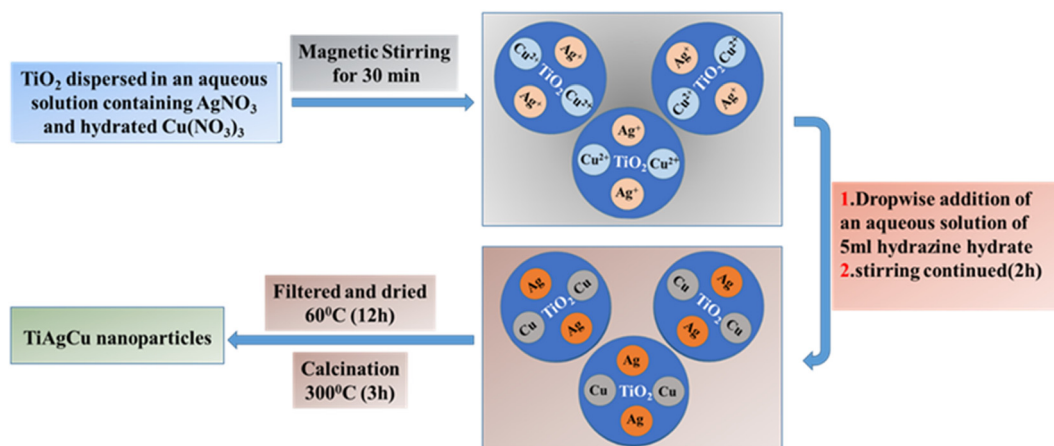 TiO₂ dispersed in an aqueous
solution containing AgNO₃
and hydrated Cu(NO₃)₃
Magnetic Stirring
for 30 min
Cu²⁺ Ag⁺
TiO₂
Ag⁺ Cu²⁺
Ag⁺ Cu²⁺
TiO₂
Cu²⁺ Ag⁺
Ag⁺
Cu²⁺ TiO₂ Cu²⁺
Ag⁺
1.Dropwise addition of
an aqueous solution of
5ml hydrazine hydrate
2.stirring continued(2h)
Ag Cu
TiO₂
Cu Ag
Cu Ag
TiO₂
Ag Cu
Ag
Cu TiO₂ Cu
Ag
Filtered and dried
60⁰C (12h)
Calcination
300⁰C (3h)
TiAgCu nanoparticles